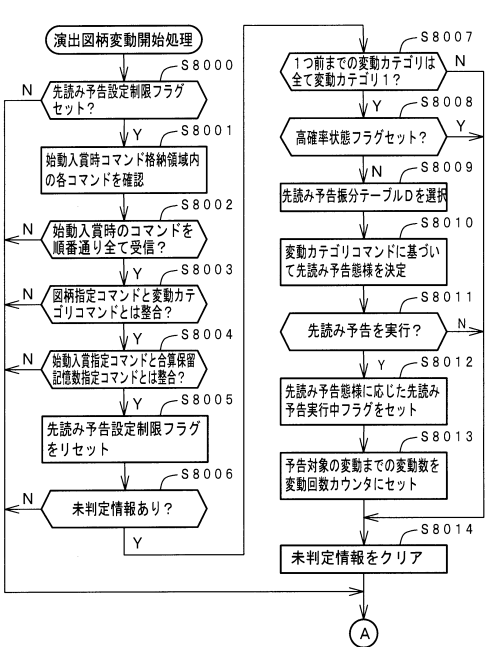 演出図柄変動開始処理
S8000
N
先読み予告設定制限フラグ
セット?
Y
S8001
始動入賞時コマンド格納領域内
の各コマンドを確認
S8002
N
始動入賞時のコマンドを
順番通り全て受信?
Y
S8003
N
図柄指定コマンドと変動カテ
ゴリコマンドとは整合?
Y
S8004
N
始動入賞指定コマンドと合算保留
記憶数指定コマンドとは整合?
Y
S8005
先読み予告設定制限フラグ
をリセット
S8006
N
未判定情報あり?
Y
S8007
1つ前までの変動カテゴリは
全て変動カテゴリ1?
N
Y
S8008
高確率状態フラグセット?
Y
N
S8009
先読み予告振分テーブルDを選択
S8010
変動カテゴリコマンドに基づい
て先読み予告態様を決定
S8011
先読み予告を実行?
N
Y
S8012
先読み予告態様に応じた先読み
予告実行中フラグをセット
S8013
予告対象の変動までの変動数を
変動回数カウンタにセット
S8014
未判定情報をクリア
A